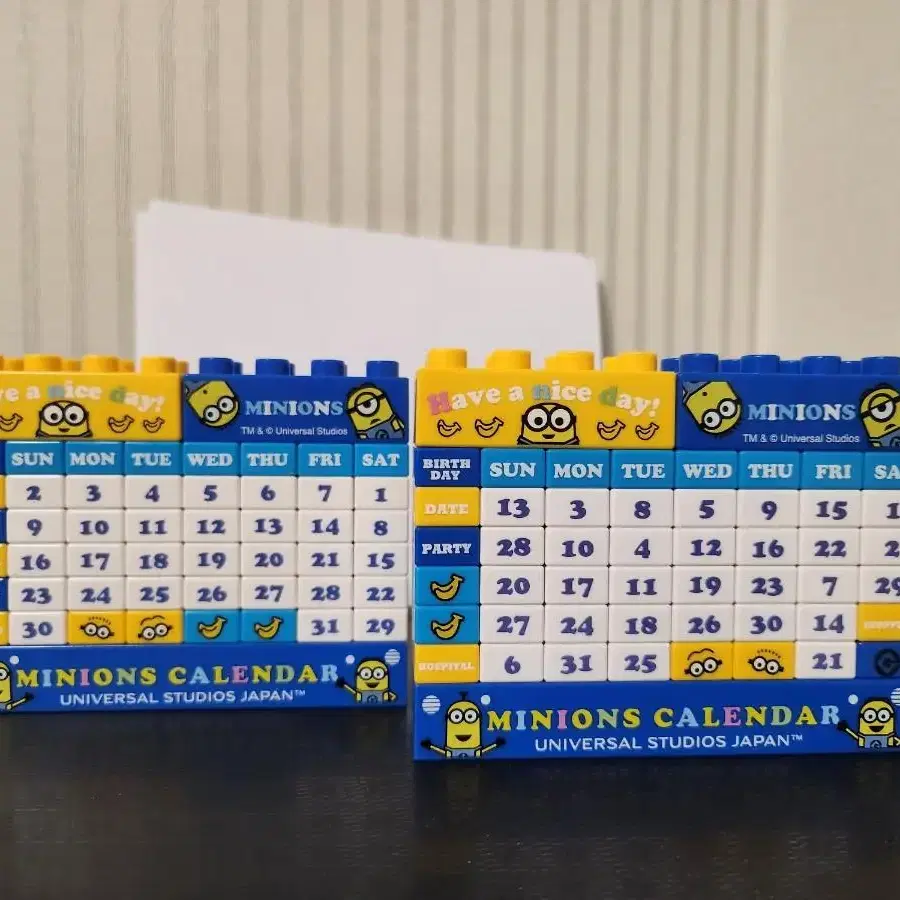 ve a nice day!
MINIONS
TM & © Universal Studios
SUN MON TUE WED THU FRI SAT
2 3 4 5 6 7 1
9 10 11 12 13 14 8
16 17 18 19 20 21 15
23 24 25 26 27 28 22
30 31 29
MINIONS CALENDAR
UNIVERSAL STUDIOS JAPAN™
Have a nice day!
MINIONS
TM & © Universal Studios
BIRTH DAY SUN MON TUE WED THU FRI SA
DATE 13 3 8 5 9 15 1
PARTY 28 10 4 12 16 22 2
20 17 11 19 23 7 29
27 24 18 26 30 14
HOSPITAL 6 31 25 21
MINIONS CALENDAR
UNIVERSAL STUDIOS JAPAN™